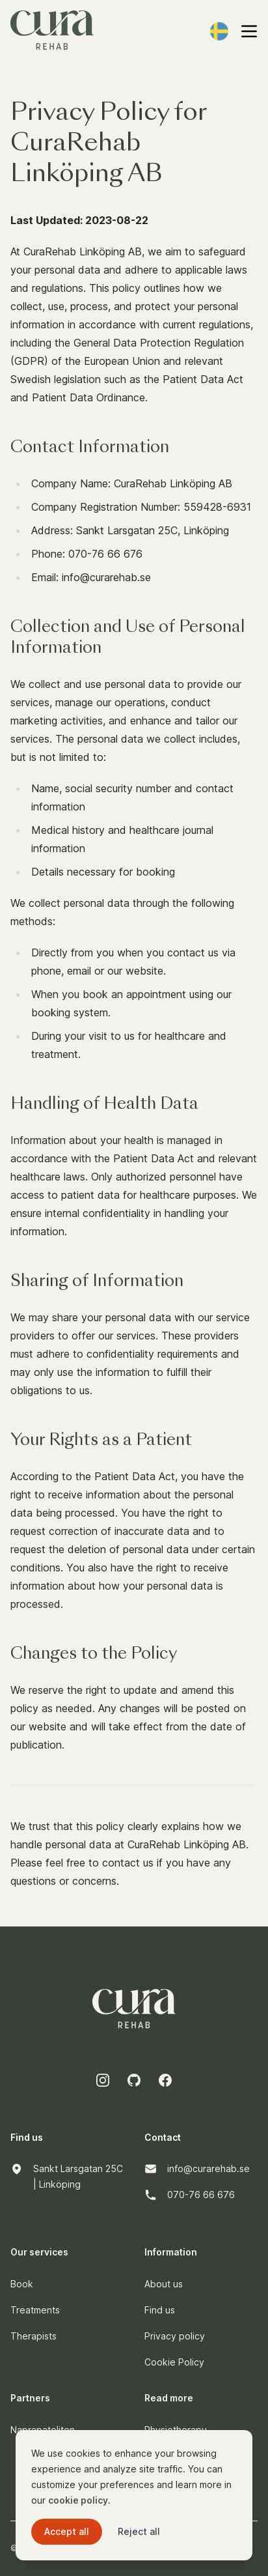 cura
REHAB
Privacy Policy for
CuraRehab
Linköping AB
Last Updated: 2023-08-22
At CuraRehab Linköping AB, we aim to safeguard
your personal data and adhere to applicable laws
and regulations. This policy outlines how we
collect, use, process, and protect your personal
information in accordance with current regulations,
including the General Data Protection Regulation
(GDPR) of the European Union and relevant
Swedish legislation such as the Patient Data Act
and Patient Data Ordinance.
Contact Information
Company Name: CuraRehab Linköping AB
Company Registration Number: 559428-6931
Address: Sankt Larsgatan 25C, Linköping
Phone: 070-76 66 676
Email: info@curarehab.se
Collection and Use of Personal
Information
We collect and use personal data to provide our
services, manage our operations, conduct
marketing activities, and enhance and tailor our
services. The personal data we collect includes,
but is not limited to:
Name, social security number and contact
information
Medical history and healthcare journal
information
Details necessary for booking
We collect personal data through the following
methods:
Directly from you when you contact us via
phone, email or our website.
When you book an appointment using our
booking system.
During your visit to us for healthcare and
treatment.
Handling of Health Data
Information about your health is managed in
accordance with the Patient Data Act and relevant
healthcare laws. Only authorized personnel have
access to patient data for healthcare purposes. We
ensure internal confidentiality in handling your
information.
Sharing of Information
We may share your personal data with our service
providers to offer our services. These providers
must adhere to confidentiality requirements and
may only use the information to fulfill their
obligations to us.
Your Rights as a Patient
According to the Patient Data Act, you have the
right to receive information about the personal
data being processed. You have the right to
request correction of inaccurate data and to
request the deletion of personal data under certain
conditions. You also have the right to receive
information about how your personal data is
processed.
Changes to the Policy
We reserve the right to update and amend this
policy as needed. Any changes will be posted on
our website and will take effect from the date of
publication.
We trust that this policy clearly explains how we
handle personal data at CuraRehab Linköping AB.
Please feel free to contact us if you have any
questions or concerns.
cura
REHAB
Find us
Sankt Larsgatan 25C
| Linköping
Contact
info@curarehab.se
070-76 66 676
Our services
Book
Treatments
Therapists
Information
About us
Find us
Privacy policy
Cookie Policy
Partners
Read more
We use cookies to enhance your browsing
experience and analyze site traffic. You can
customize your preferences and learn more in
our cookie policy.
Accept all
Reject all
©